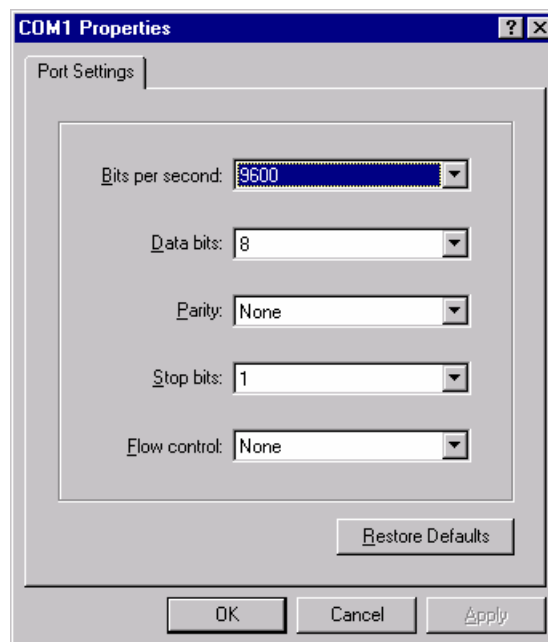 COM1 Properties
Port Settings
Bits per second: 9600
Data bits: 8
Parity: None
Stop bits: 1
Flow control: None
Restore Defaults
OK Cancel Apply